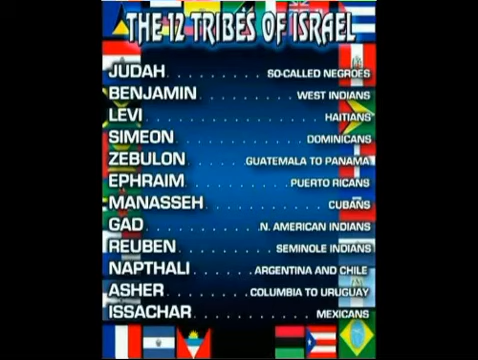 THE 12 TRIBES OF ISRAEL
JUDAH . . . . . . . . . . . . SO-CALLED NEGROES
BENJAMIN . . . . . . . . . . . . WEST INDIANS
LEVI . . . . . . . . . . . . . . . . . . HAITIANS
SIMEON . . . . . . . . . . . . . DOMINICANS
ZEBULON . . . . . . GUATEMALA TO PANAMA
EPHRAIM . . . . . . . . . . . PUERTO RICANS
MANASSEH . . . . . . . . . . . . . CUBANS
GAD . . . . . . . . . . . . .N. AMERICAN INDIANS
REUBEN . . . . . . . . . . SEMINOLE INDIANS
NAPTHALI . . . . . . . ARGENTINA AND CHILE
ASHER . . . . . . . . . COLUMBIA TO URUGUAY
ISSACHAR . . . . . . . . . . . . . MEXICANS